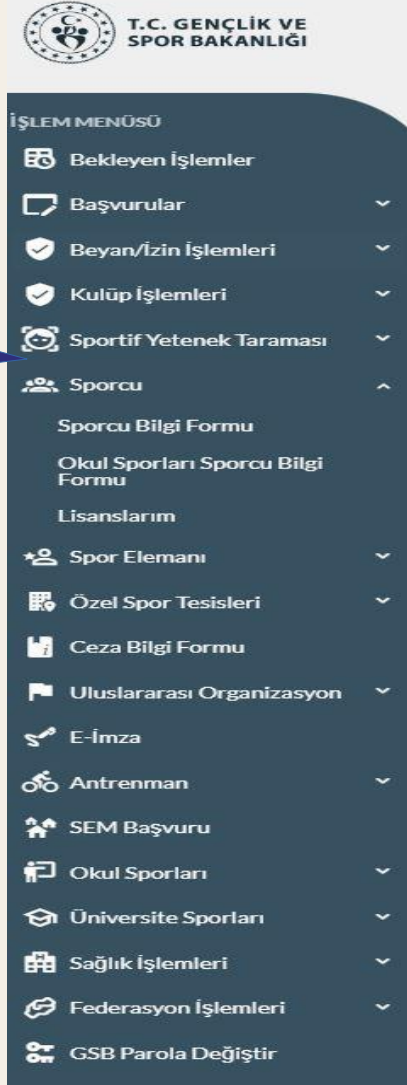 T.C. GENÇLİK VE
SPOR BAKANLIĞI
İŞLEM MENÜSÜ
Bekleyen İşlemler
Başvurular
Beyan/İzin İşlemleri
Kulüp İşlemleri
Sportif Yetenek Taraması
Sporcu
Sporcu Bilgi Formu
Okul Sporları Sporcu Bilgi
Formu
Lisanslarım
Spor Elemanı
Özel Spor Tesisleri
Ceza Bilgi Formu
Uluslararası Organizasyon
E-İmza
Antrenman
SEM Başvuru
Okul Sporları
Üniversite Sporları
Sağlık İşlemleri
Federasyon İşlemleri
GSB Parola Değiştir